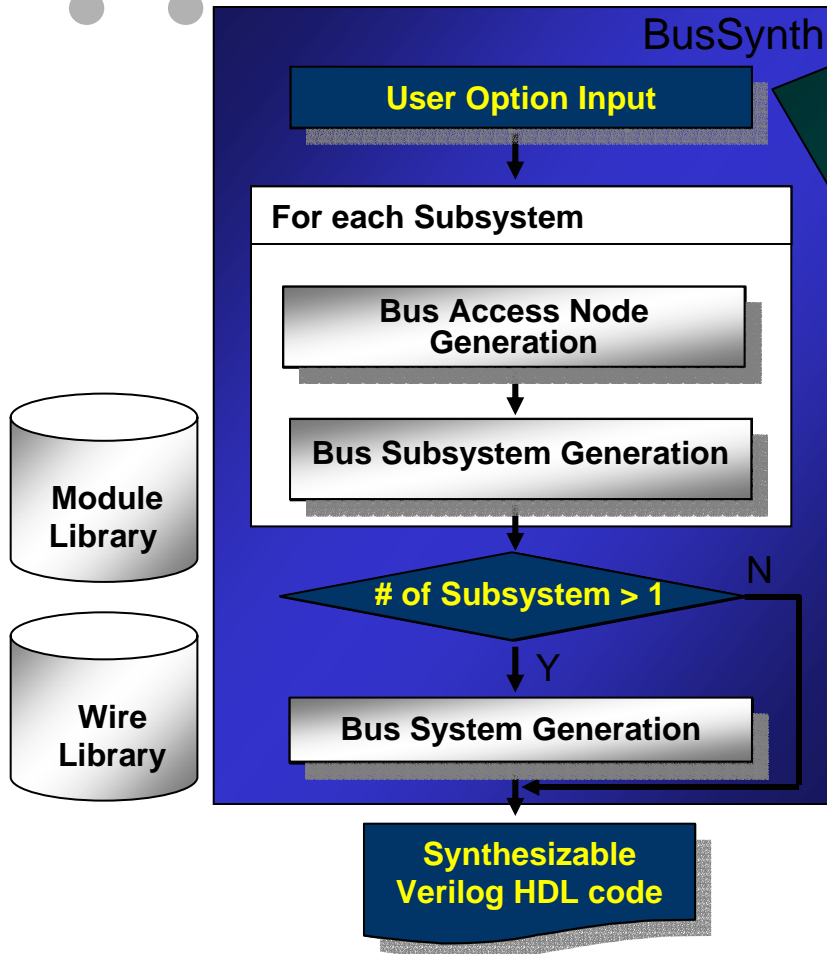 BusSynth
User Option Input
For each Subsystem
Bus Access Node
Generation
Bus Subsystem Generation
Module
Library
# of Subsystem > 1
N
Y
Wire
Library
Bus System Generation
Synthesizable
Verilog HDL code